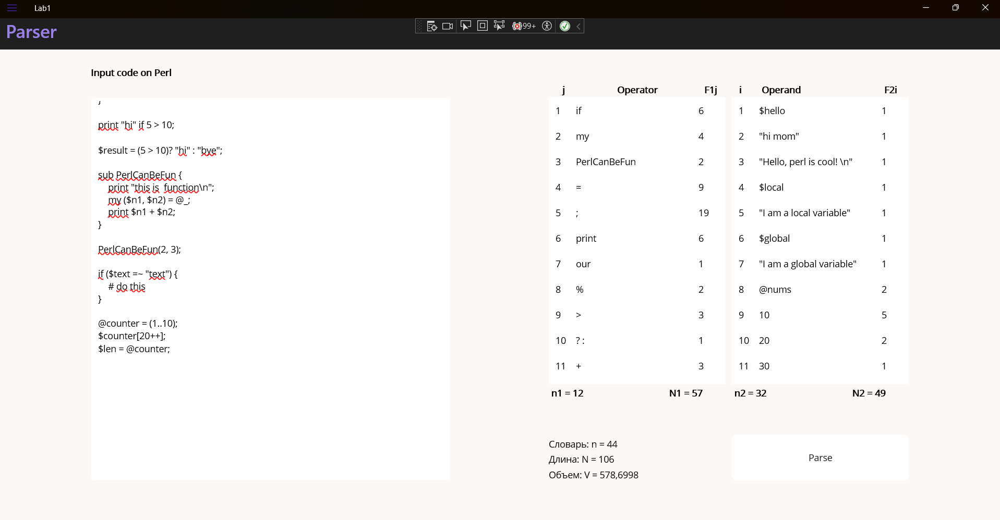 Lab1
Parser
99+
Input code on Perl
}
print "hi" if 5 > 10;
$result = (5 > 10)? "hi" : "bye";
sub PerlCanBeFun {
print "this is  function\n";
my ($n1, $n2) = @_;
print $n1 + $n2;
}
PerlCanBeFun(2, 3);
if ($text =~ "text") {
# do this
}
@counter = (1..10);
$counter[20++];
$len = @counter;
j Operator F1j
1 if 6
2 my 4
3 PerlCanBeFun 2
4 = 9
5 ; 19
6 print 6
7 our 1
8 % 2
9 > 3
10 ? : 1
11 + 3
n1 = 12 N1 = 57
i Operand F2i
1 $hello 1
2 "hi mom" 1
3 "Hello, perl is cool! \n" 1
4 $local 1
5 "I am a local variable" 1
6 $global 1
7 "I am a global variable" 1
8 @nums 2
9 10 5
10 20 2
11 30 1
n2 = 32 N2 = 49
Словарь: n = 44
Длина: N = 106
Объем: V = 578,6998
Parse